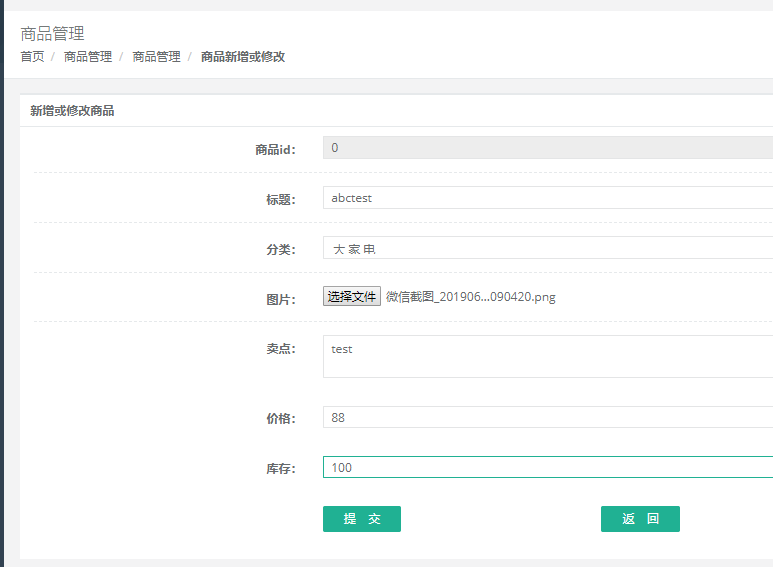 商品管理
首页 / 商品管理 / 商品管理 / 商品新增或修改
新增或修改商品
商品id： 0
标题： abctest
分类： 大家电
图片： 选择文件 微信截图_201906...090420.png
卖点： test
价格： 88
库存： 100
提 交 返 回